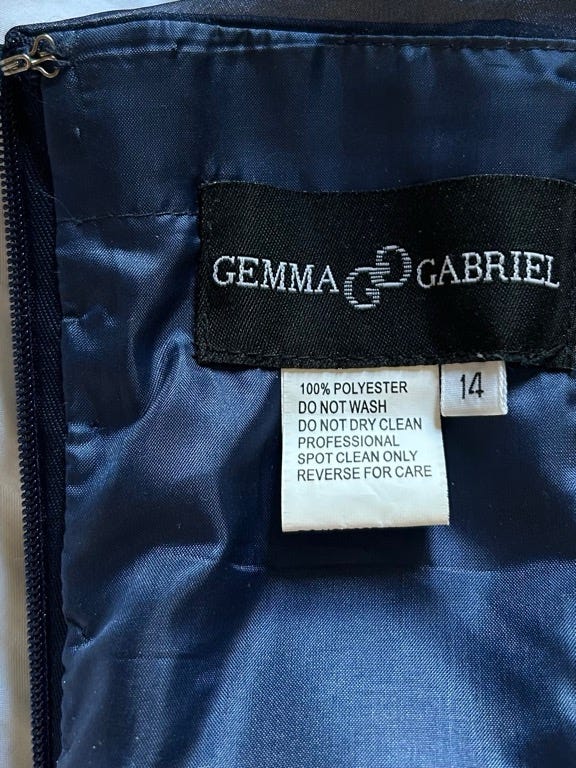 GEMMA GG GABRIEL
14
100% POLYESTER
DO NOT WASH
DO NOT DRY CLEAN
PROFESSIONAL
SPOT CLEAN ONLY
REVERSE FOR CARE